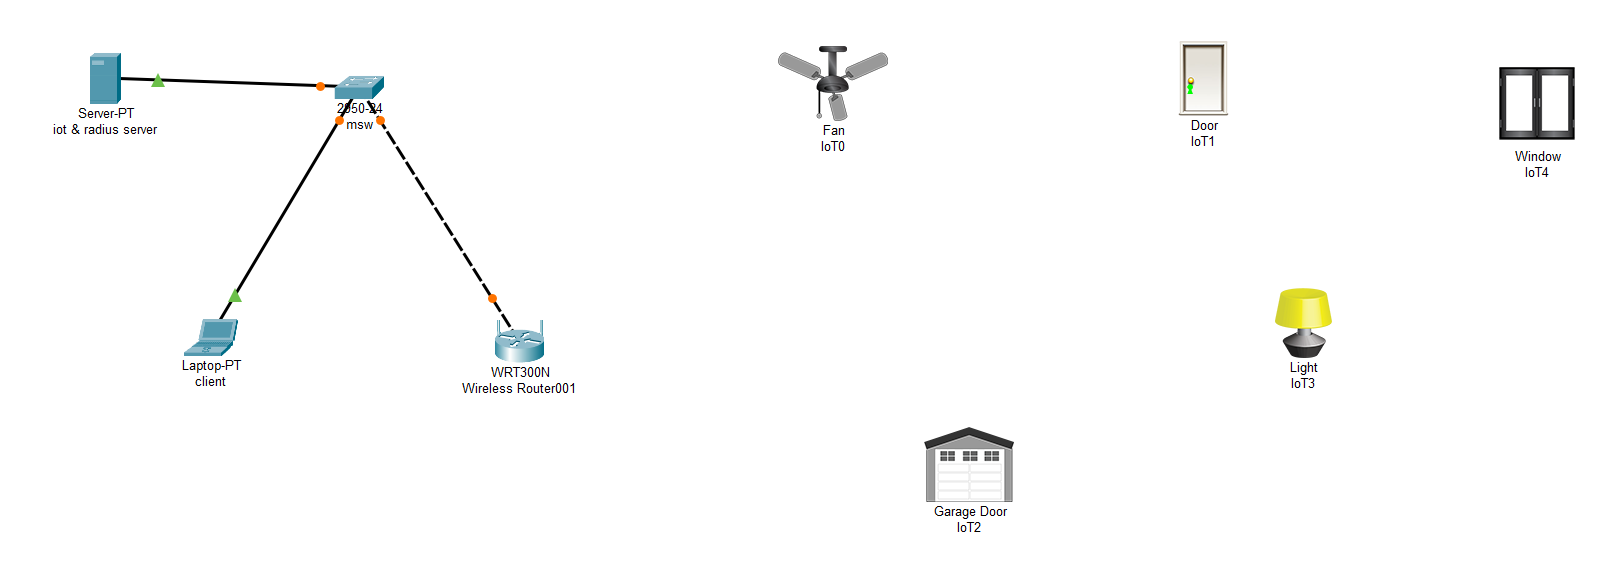 Server-PT
iot & radius server
2950-24
msw
Fan
IoT0
Door
IoT1
Window
IoT4
Laptop-PT
client
WRT300N
Wireless Router001
Light
IoT3
Garage Door
IoT2